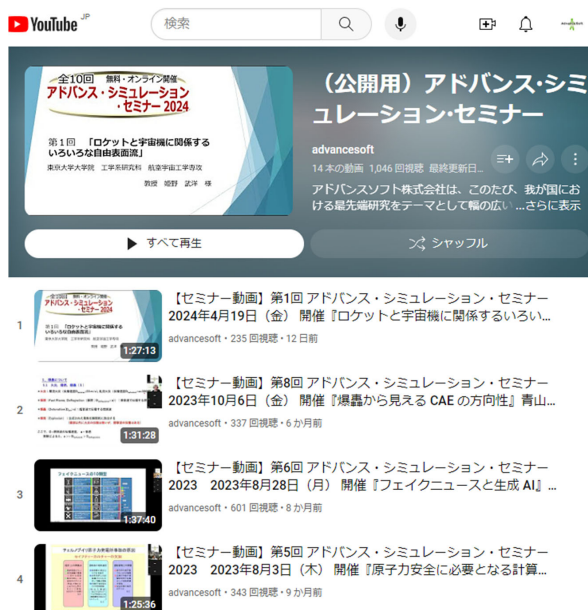 YouTube JP
検索
全10回 無料・オンライン開催
アドバンス・シミュレーション
・セミナー 2024
第1回 「ロケットと宇宙機に関係する
いろいろな自由表面流」
東京大学大学院 工学系研究科 航空宇宙工学専攻
教授 姫野 武洋 様
（公開用）アドバンス・シミ
ュレーション・セミナー
advancesoft
14 本の動画 1,046 回視聴 最終更新日...
アドバンスソフト株式会社は、このたび、我が国にお
ける最先端研究をテーマとして幅の広い ...さらに表示
すべて再生
シャッフル
1
1:27:13
【セミナー動画】第1回 アドバンス・シミュレーション・セミナー
2024年4月19日（金） 開催『ロケットと宇宙機に関係するいろい...
advancesoft・235 回視聴・12 日前
2
1:31:28
【セミナー動画】第8回 アドバンス・シミュレーション・セミナー
2023年10月6日（金） 開催『爆轟から見える CAE の方向性』青山...
advancesoft・337 回視聴・6 か月前
3
フェイクニュースの10類型
1:37:40
【セミナー動画】第6回 アドバンス・シミュレーション・セミナー
2023 2023年8月28日（月） 開催『フェイクニュースと生成 AI』...
advancesoft・601 回視聴・8 か月前
4
チェルノブイリ原子力発電所事故の原因
1:25:36
【セミナー動画】第5回 アドバンス・シミュレーション・セミナー
2023 2023年8月3日（木） 開催『原子力安全に必要となる計算...
advancesoft・343 回視聴・9 か月前